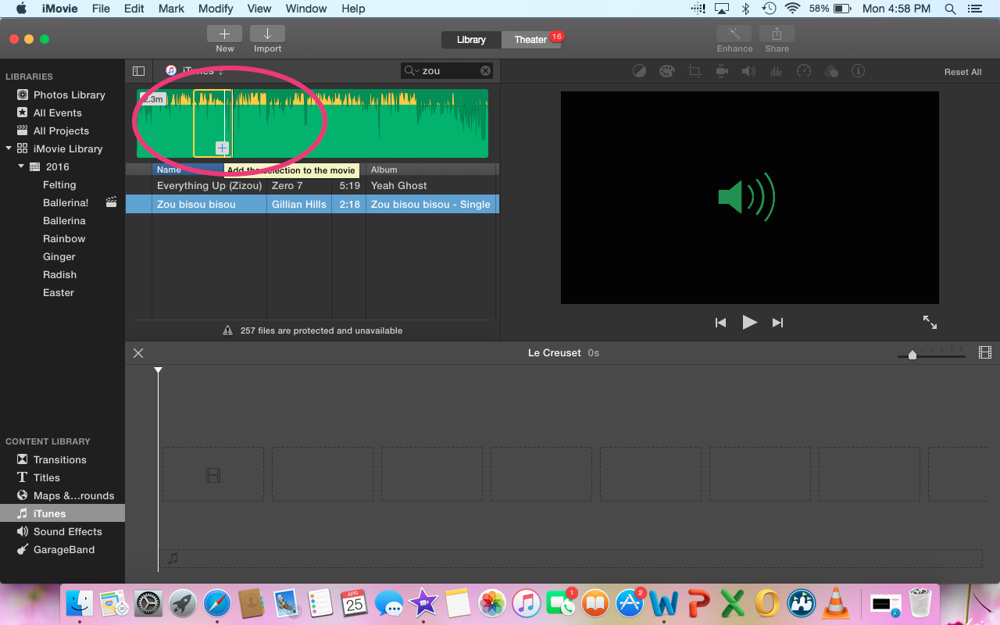 iMovie File Edit Mark Modify View Window Help 58% Mon 4:58 PM
New Import Library Theater 16 Enhance Share
LIBRARIES
Photos Library
All Events
All Projects
iMovie Library
2016
Felting
Ballerina!
Ballerina
Rainbow
Ginger
Radish
Easter
CONTENT LIBRARY
Transitions
T Titles
Maps &...rounds
iTunes
Sound Effects
GarageBand
iTunes zou
2.3m
Name Album
Add the selection to the movie
Everything Up (Zizou) Zero 7 5:19 Yeah Ghost
Zou bisou bisou Gillian Hills 2:18 Zou bisou bisou - Single
257 files are protected and unavailable
Reset All
Le Creuset 0s
APR
25
1
2
W P X O